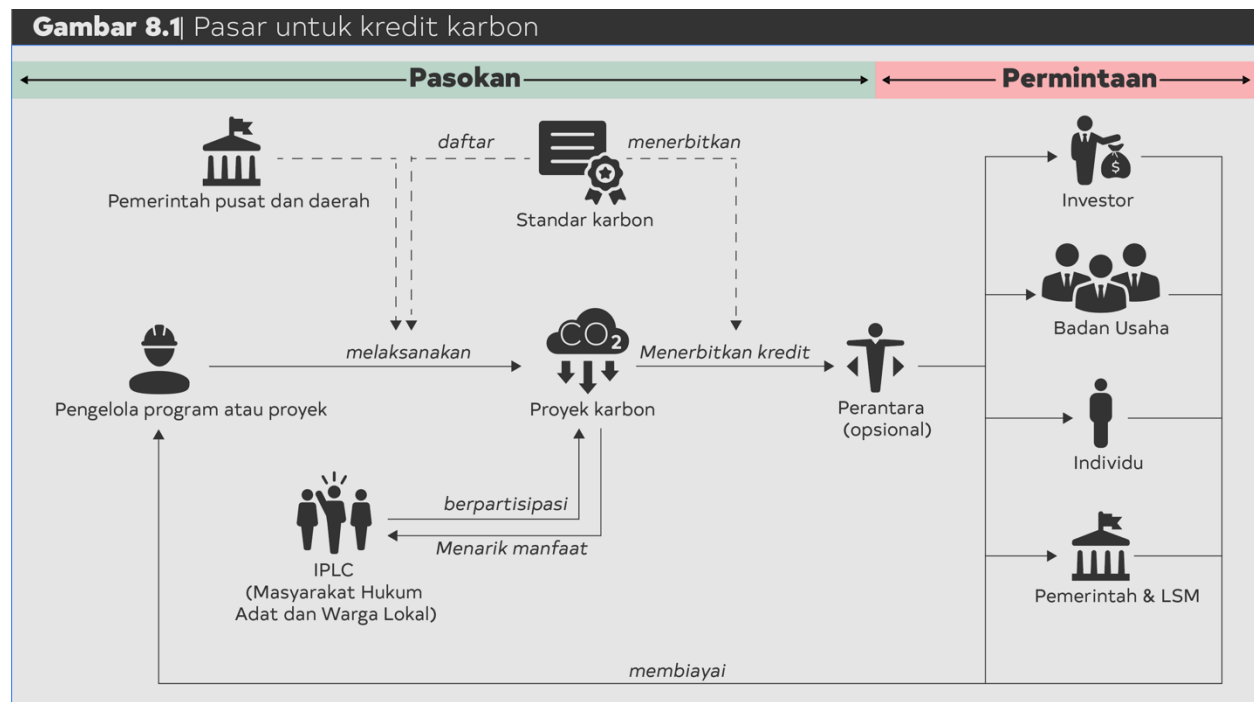 Gambar 8.1| Pasar untuk kredit karbon
Pasokan
Permintaan
daftar
menerbitkan
Pemerintah pusat dan daerah
Standar karbon
Investor
Badan Usaha
melaksanakan
CO2
Menerbitkan kredit
Pengelola program atau proyek
Proyek karbon
Perantara
(opsional)
Individu
berpartisipasi
Menarik manfaat
IPLC
(Masyarakat Hukum
Adat dan Warga Lokal)
Pemerintah & LSM
membiayai
$